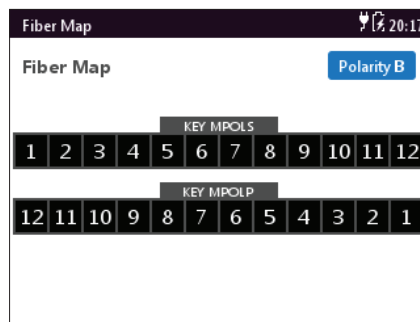 Fiber Map 20:17
Fiber Map Polarity B
KEY MPOLS
1 2 3 4 5 6 7 8 9 10 11 12
KEY MPOLP
12 11 10 9 8 7 6 5 4 3 2 1